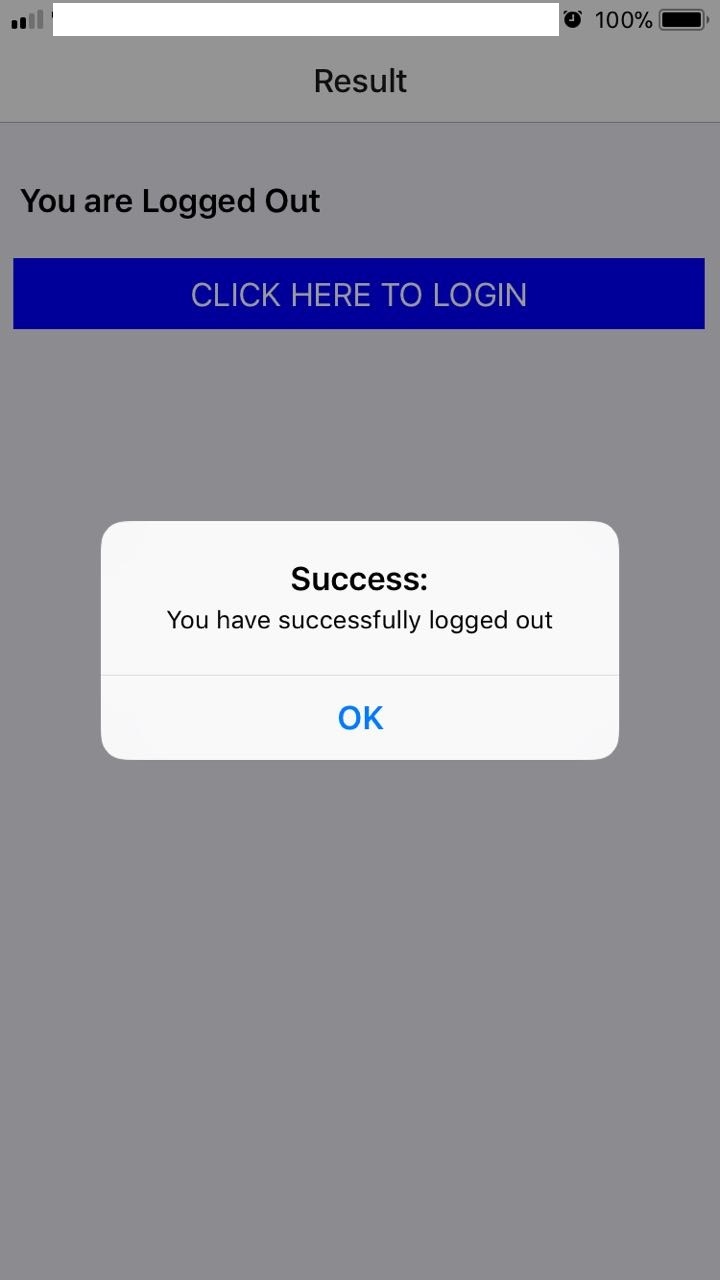 100%
Result
You are Logged Out
CLICK HERE TO LOGIN
Success:
You have successfully logged out
OK